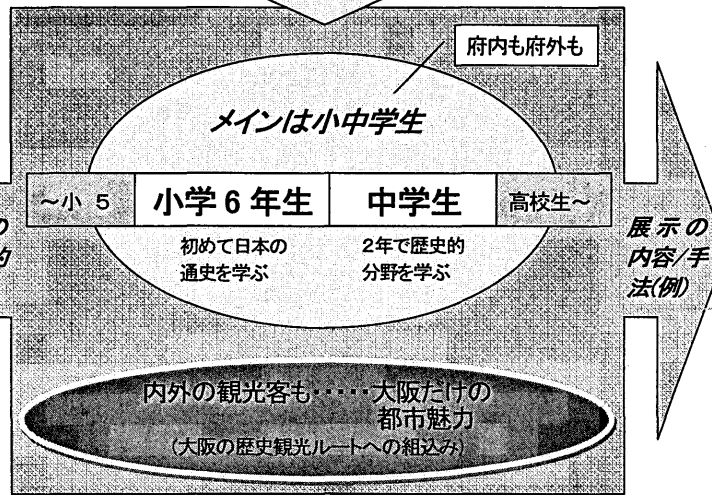 府内も府外も
メインは小中学生
～小 5
小学 6 年生
中学生
高校生～
初めて日本の
通史を学ぶ
2年で歴史的
分野を学ぶ
の
的
展示の
内容/手
法(例)
内外の観光客も・・・・・大阪だけの
都市魅力
(大阪の歴史観光ルートへの組込み)